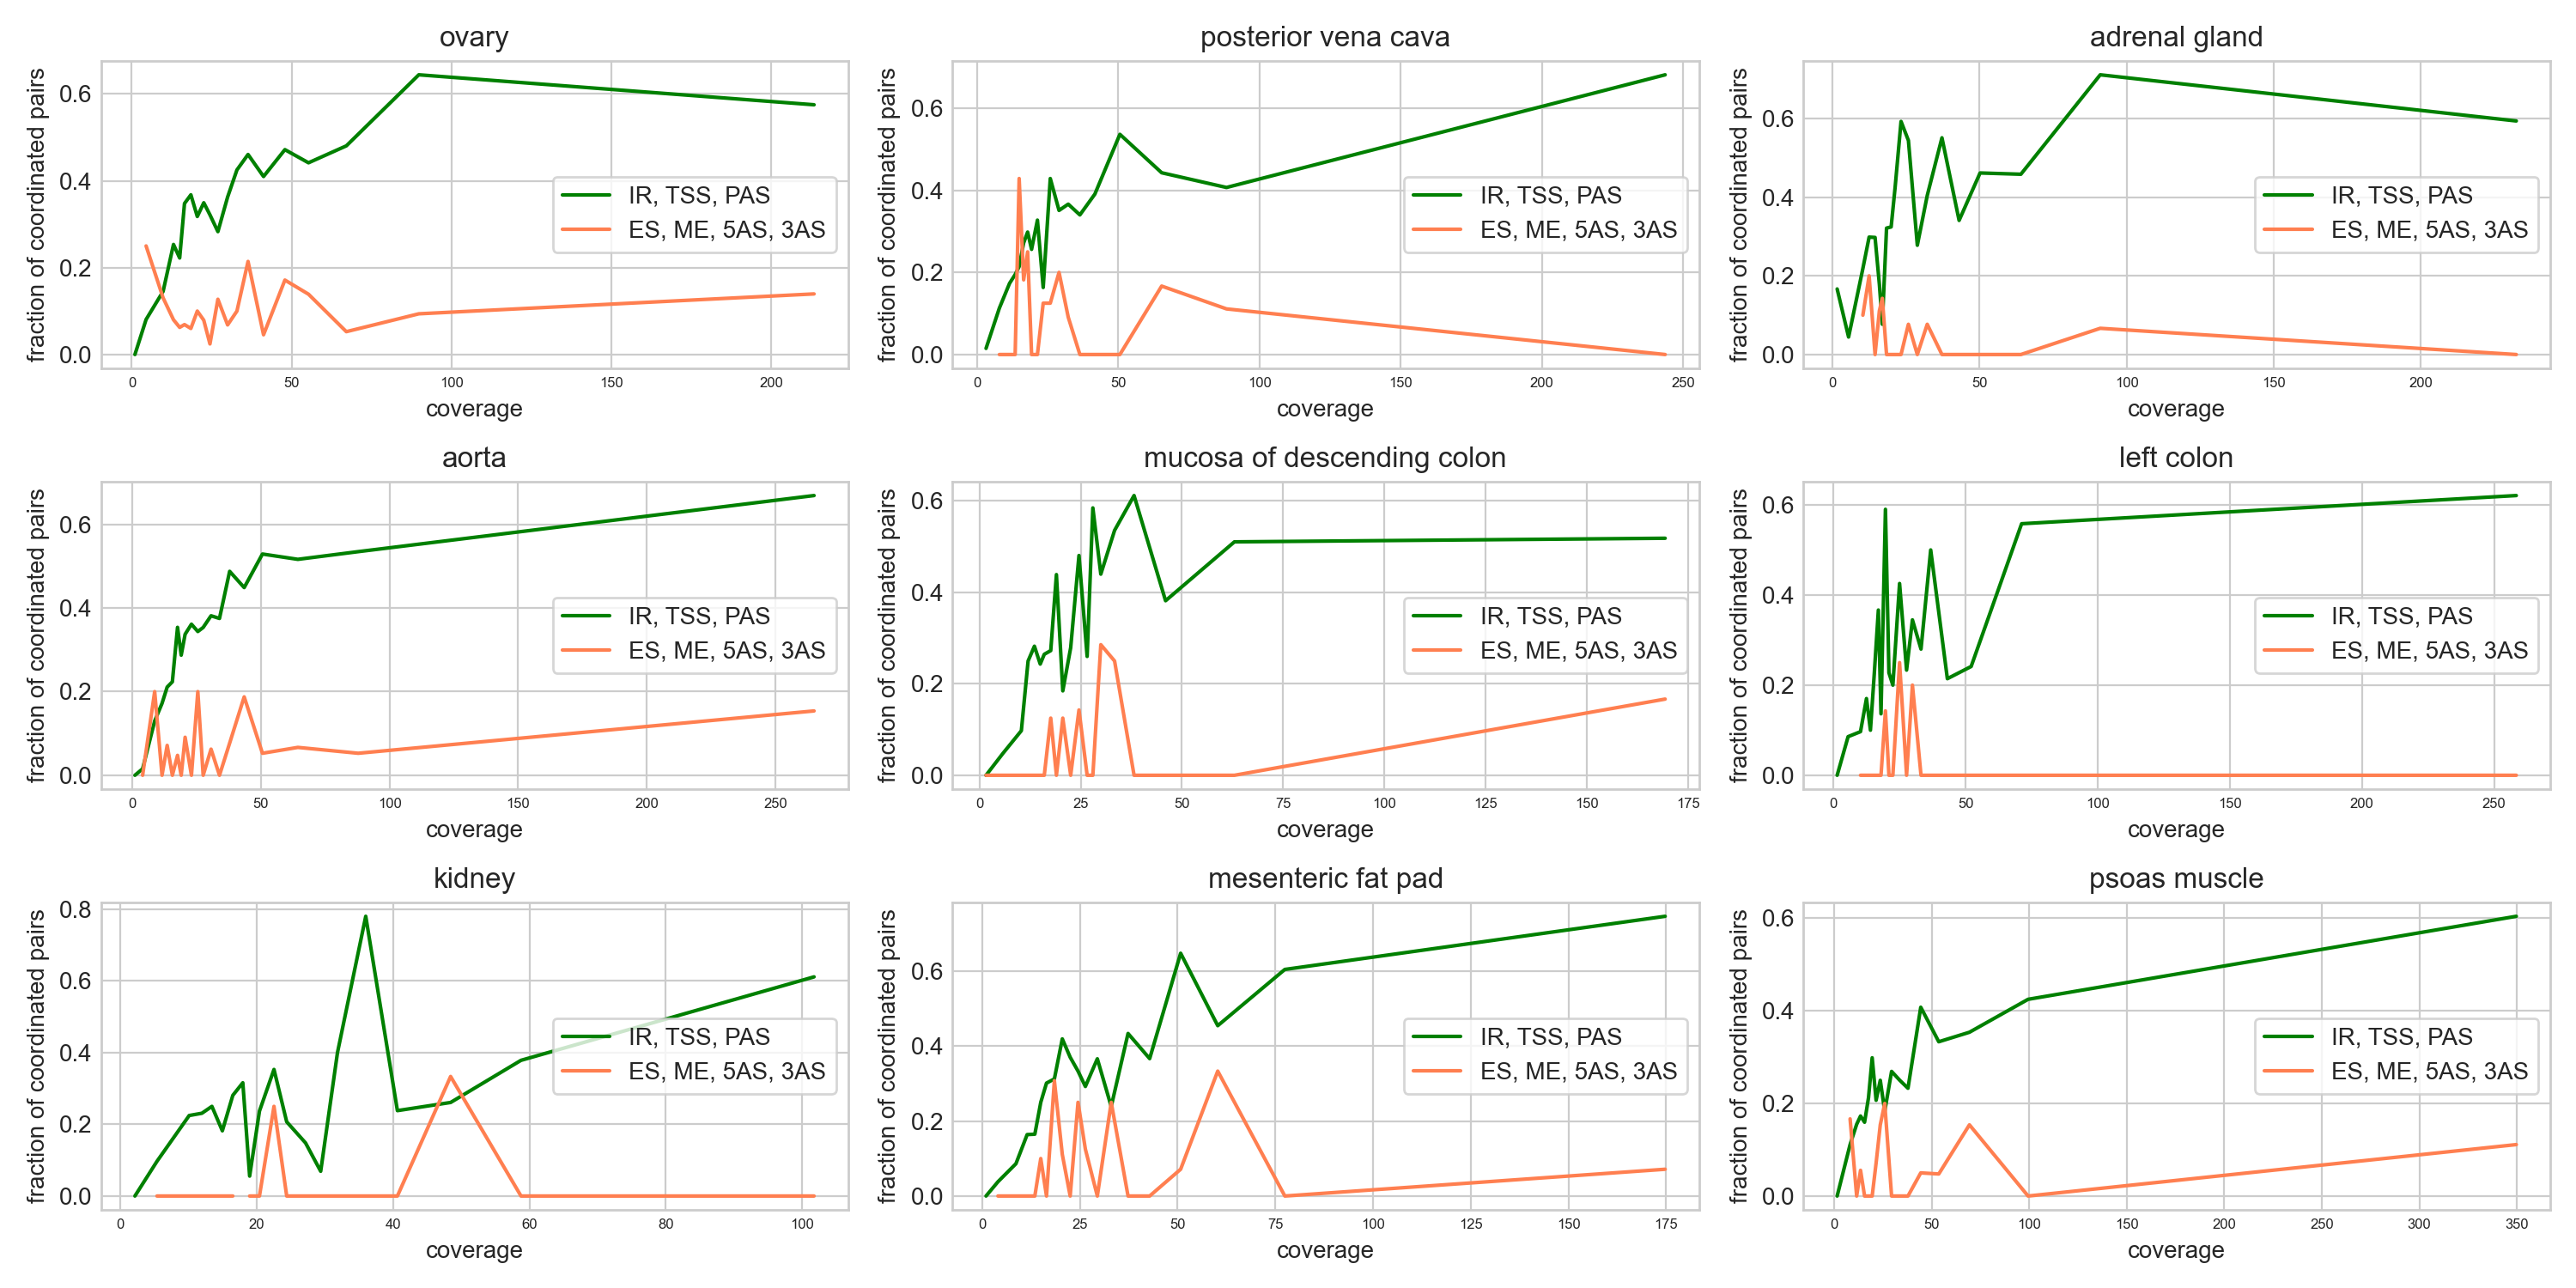 ovary
fraction of coordinated pairs
0.6
0.4
0.2
0.0
IR, TSS, PAS
ES, ME, 5AS, 3AS
0 50 100 150 200
coverage
posterior vena cava
fraction of coordinated pairs
0.6
0.4
0.2
0.0
IR, TSS, PAS
ES, ME, 5AS, 3AS
0 50 100 150 200 250
coverage
adrenal gland
fraction of coordinated pairs
0.6
0.4
0.2
0.0
IR, TSS, PAS
ES, ME, 5AS, 3AS
0 50 100 150 200
coverage
aorta
fraction of coordinated pairs
0.6
0.4
0.2
0.0
IR, TSS, PAS
ES, ME, 5AS, 3AS
0 50 100 150 200 250
coverage
mucosa of descending colon
fraction of coordinated pairs
0.6
0.4
0.2
0.0
IR, TSS, PAS
ES, ME, 5AS, 3AS
0 25 50 75 100 125 150 175
coverage
left colon
fraction of coordinated pairs
0.6
0.4
0.2
0.0
IR, TSS, PAS
ES, ME, 5AS, 3AS
0 50 100 150 200 250
coverage
kidney
fraction of coordinated pairs
0.8
0.6
0.4
0.2
0.0
IR, TSS, PAS
ES, ME, 5AS, 3AS
0 20 40 60 80 100
coverage
mesenteric fat pad
fraction of coordinated pairs
0.6
0.4
0.2
0.0
IR, TSS, PAS
ES, ME, 5AS, 3AS
0 25 50 75 100 125 150 175
coverage
psoas muscle
fraction of coordinated pairs
0.6
0.4
0.2
0.0
IR, TSS, PAS
ES, ME, 5AS, 3AS
0 50 100 150 200 250 300 350
coverage